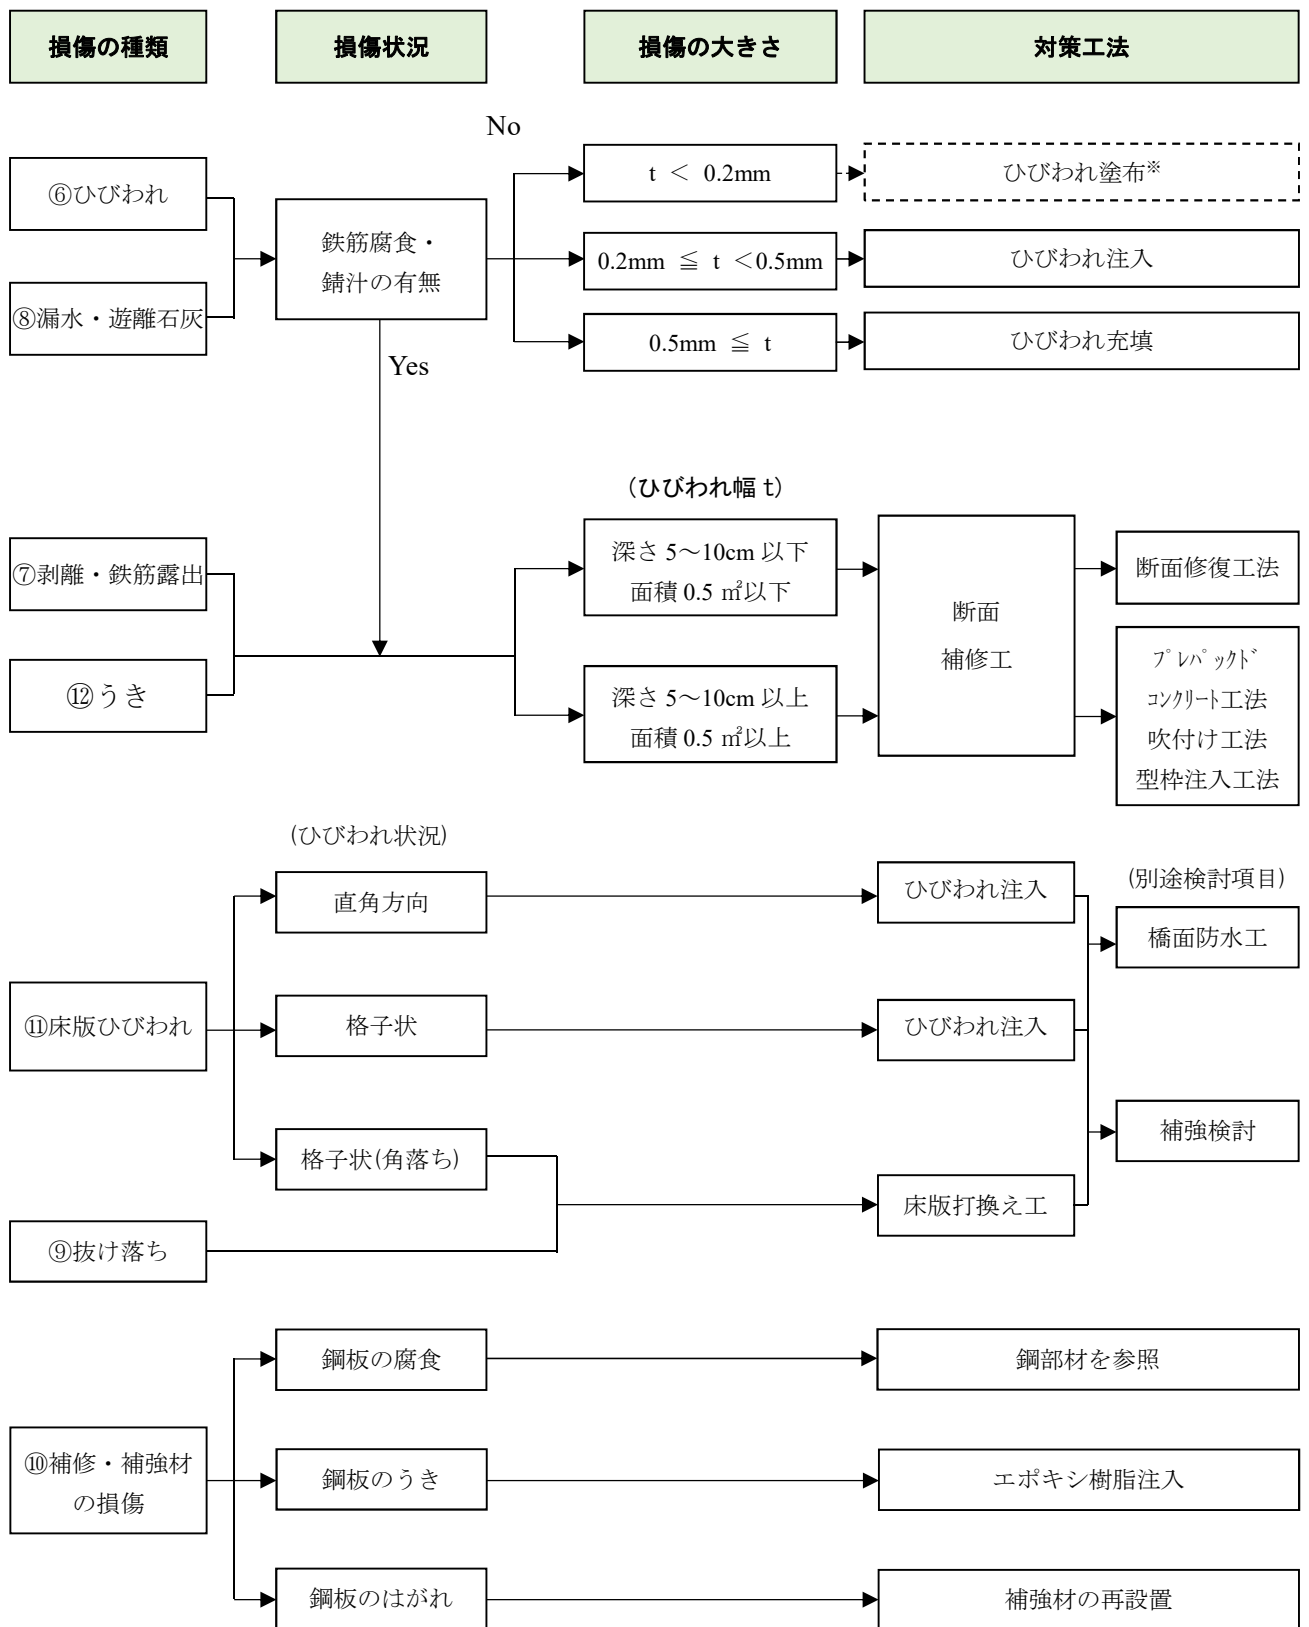 損傷の種類
損傷状況
損傷の大きさ
対策工法
No
⑥ひびわれ
⑧漏水・遊離石灰
鉄筋腐食・
錆汁の有無
t ＜ 0.2mm
ひびわれ塗布※
0.2mm ≦ t ＜0.5mm
ひびわれ注入
0.5mm ≦ t
ひびわれ充填
Yes
(ひびわれ幅 t)
⑦剥離・鉄筋露出
⑫うき
深さ 5～10cm 以下
面積 0.5 ㎡以下
深さ 5～10cm 以上
面積 0.5 ㎡以上
断面
補修工
断面修復工法
ﾌﾟﾚﾊﾟｯｸﾄﾞ
ｺﾝｸﾘｰﾄ工法
吹付け工法
型枠注入工法
(ひびわれ状況)
⑪床版ひびわれ
直角方向
ひびわれ注入
格子状
ひびわれ注入
格子状(角落ち)
⑨抜け落ち
床版打換え工
(別途検討項目)
橋面防水工
補強検討
⑩補修・補強材
の損傷
鋼板の腐食
鋼部材を参照
鋼板のうき
エポキシ樹脂注入
鋼板のはがれ
補強材の再設置